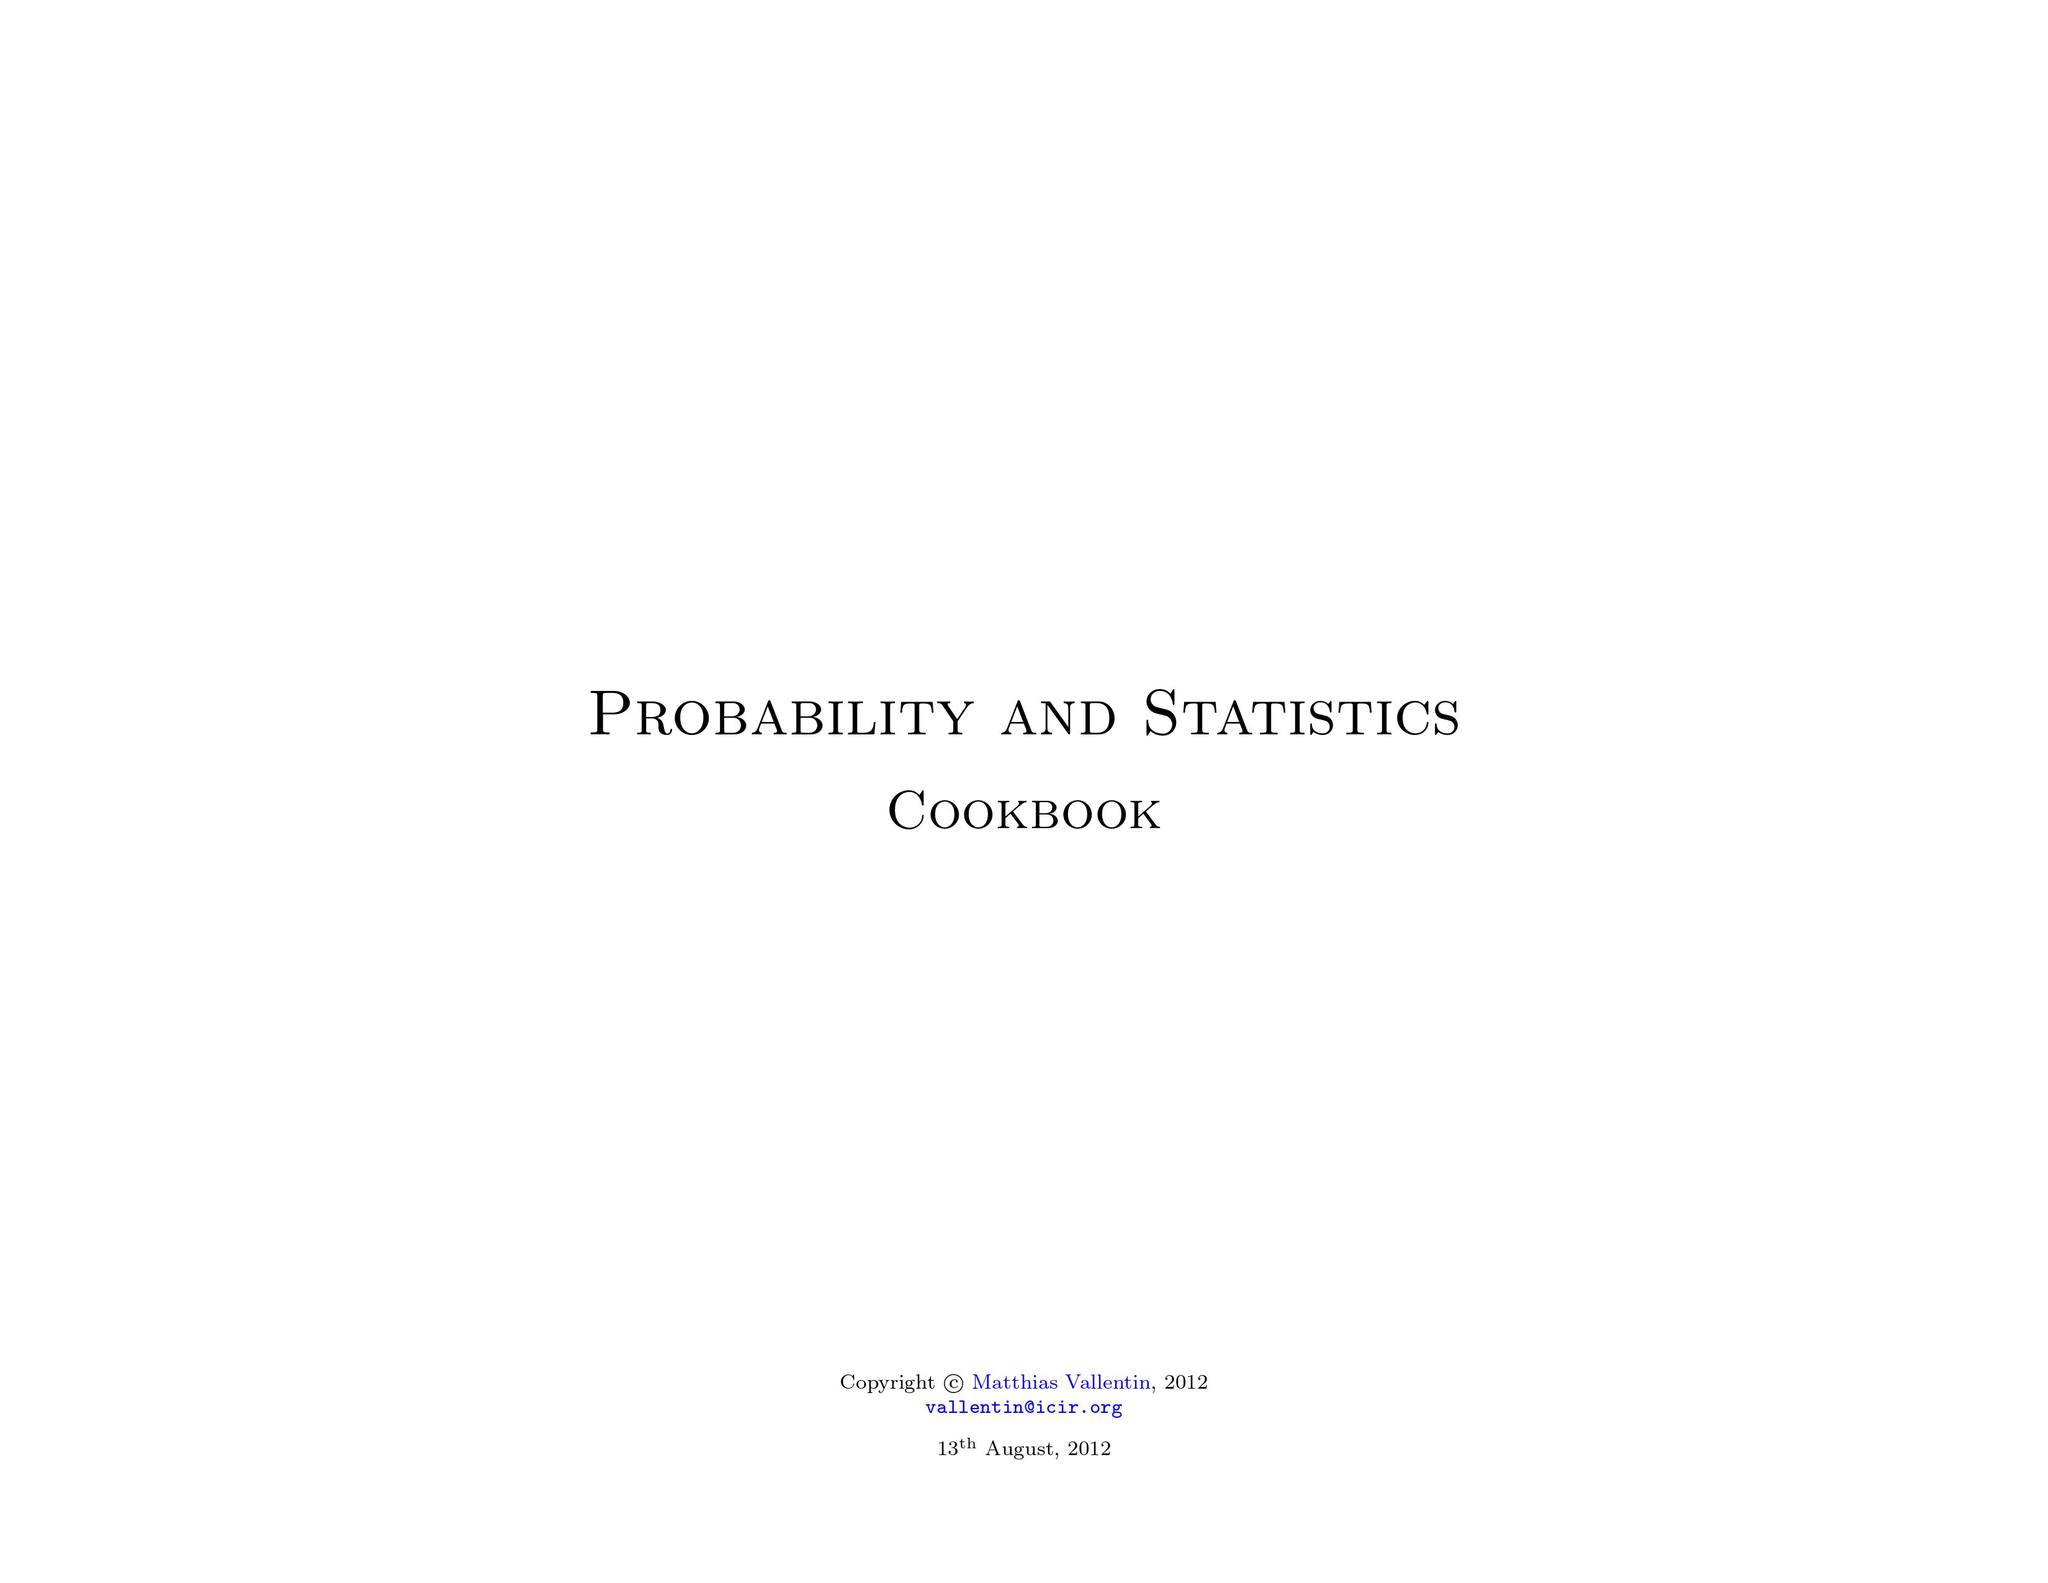 Probability and Statistics
Cookbook
Copyright © Matthias Vallentin, 2012
vallentin@icir.org
13th August, 2012